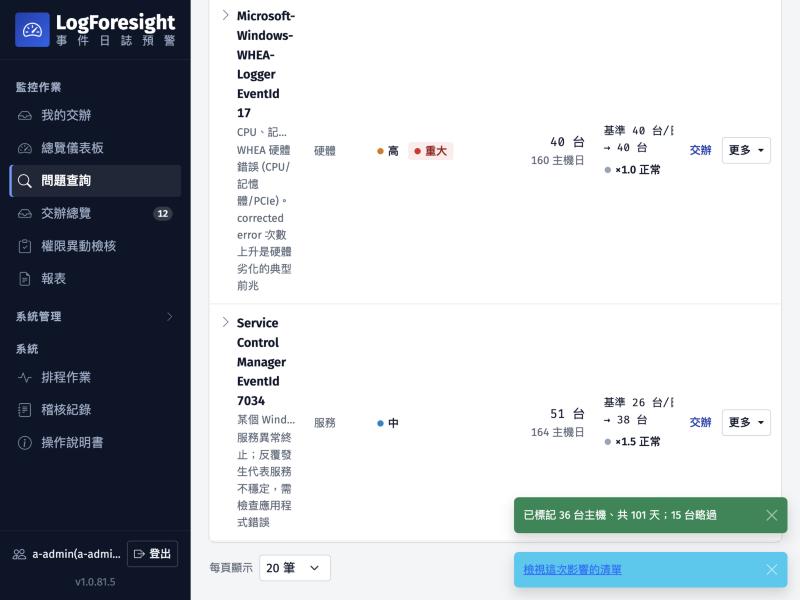 LogForesight
事件日誌預警
監控作業
我的交辦
總覽儀表板
問題查詢
交辦總覽
12
權限異動檢核
報表
系統管理
系統
排程作業
稽核紀錄
操作說明書
a-admin(a-admi...
登出
v1.0.81.5
Microsoft-
Windows-
WHEA-
Logger
EventId
17
CPU、記...
WHEA 硬體
錯誤 (CPU/
記憶
體/PCIe)。
corrected
error 次數
上升是硬體
劣化的典型
前兆
硬體
高
重大
40 台
160 主機日
基準 40 台/日
→ 40 台
×1.0 正常
交辦
更多
Service
Control
Manager
EventId
7034
某個 Wind...
服務異常終
止；反覆發
生代表服務
不穩定，需
檢查應用程
式錯誤
服務
中
51 台
164 主機日
基準 26 台/日
→ 38 台
×1.5 正常
交辦
更多
每頁顯示
20 筆
已標記 36 台主機、共 101 天；15 台略過
檢視這次影響的清單